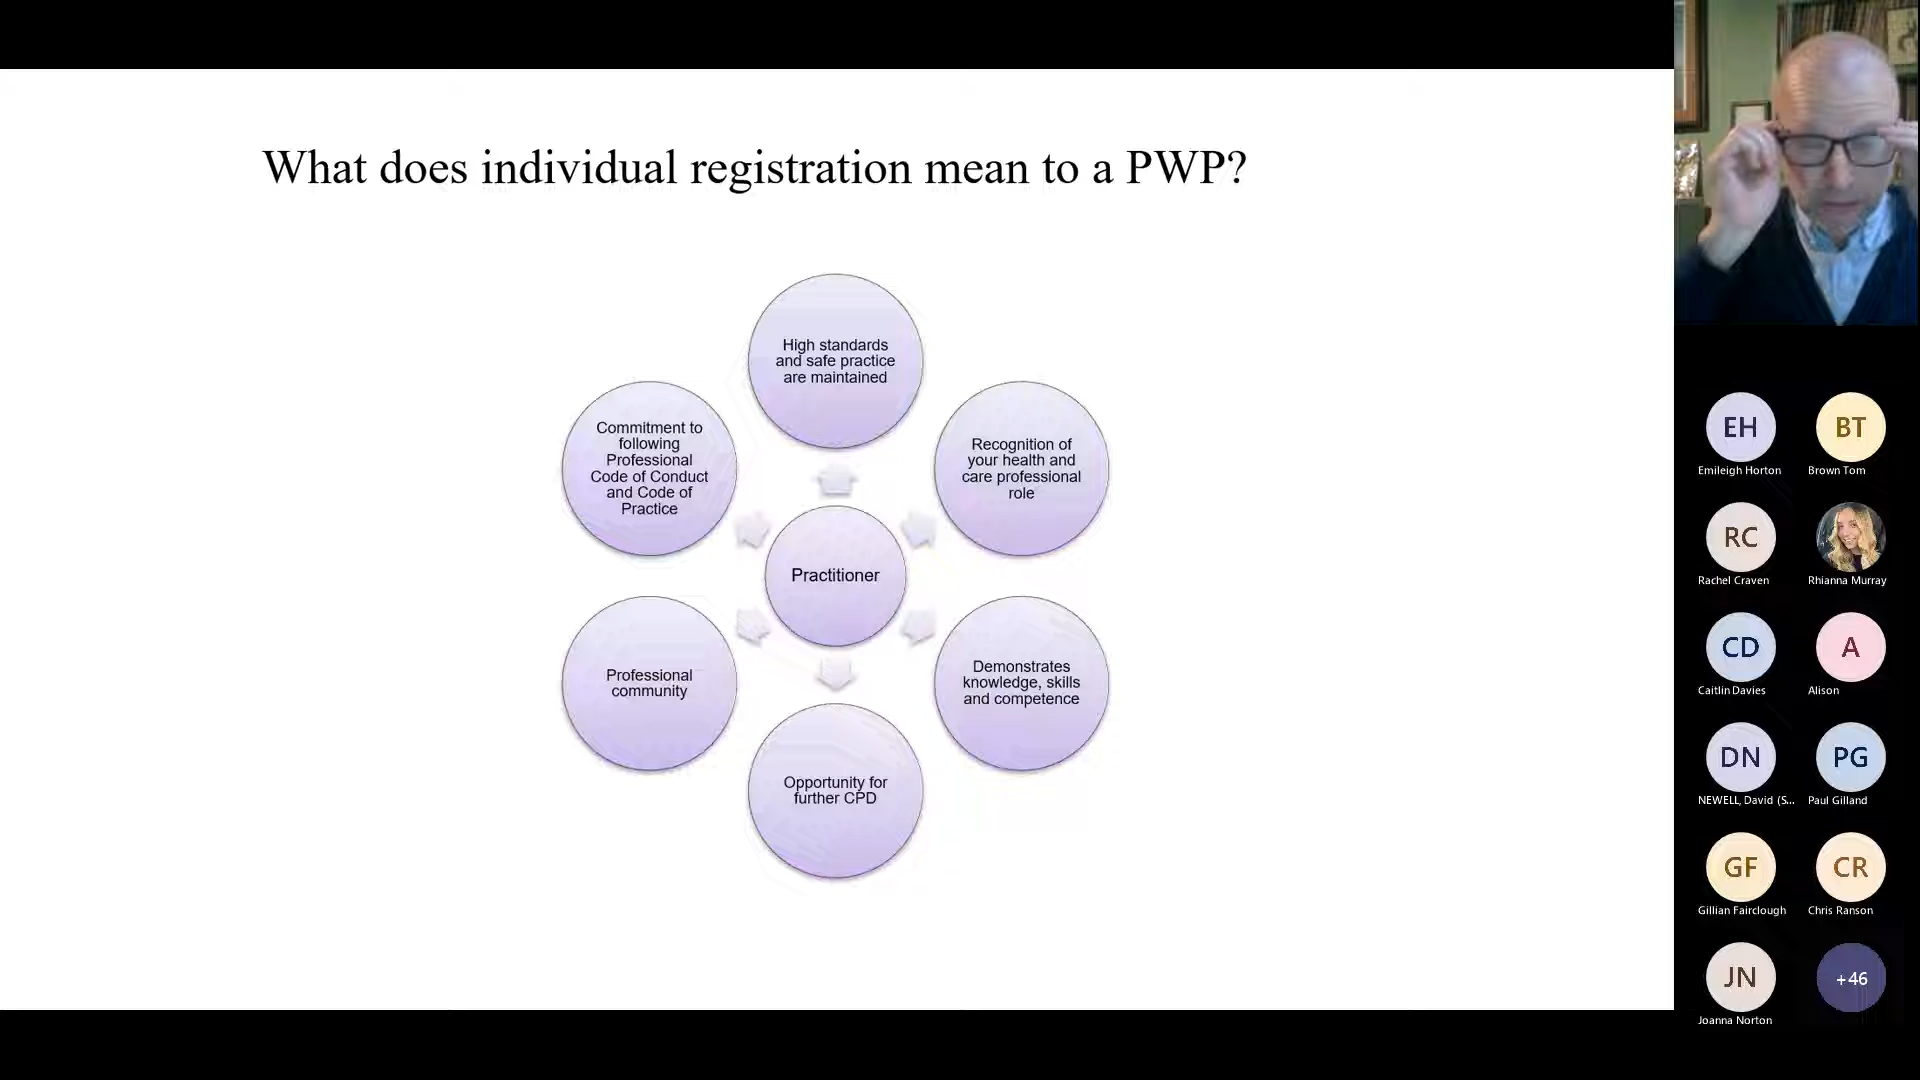 What does individual registration mean to a PWP?
High standards
and safe practice
are maintained
Commitment to
following
Professional
Code of Conduct
and Code of
Practice
Recognition of
your health and
care professional
role
Practitioner
Professional
community
Demonstrates
knowledge, skills
and competence
Opportunity for
further CPD
EH
Emileigh Horton
BT
Brown Tom
RC
Rachel Craven
Rhianna Murray
CD
Caitlin Davies
A
Alison
DN
NEWELL, David (S...
PG
Paul Gilland
GF
Gillian Fairclough
CR
Chris Ranson
JN
Joanna Norton
+46